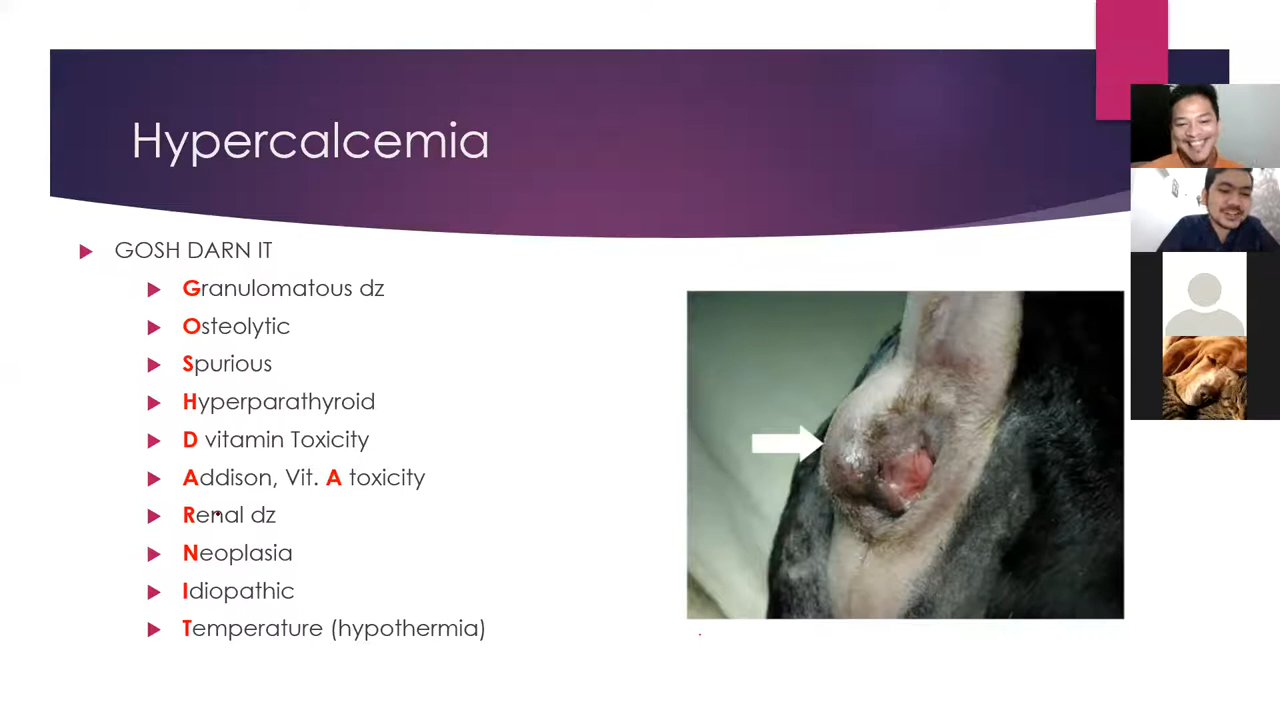 Hypercalcemia
GOSH DARN IT
Granulomatous dz
Osteolytic
Spurious
Hyperparathyroid
D vitamin Toxicity
Addison, Vit. A toxicity
Renal dz
Neoplasia
Idiopathic
Temperature (hypothermia)